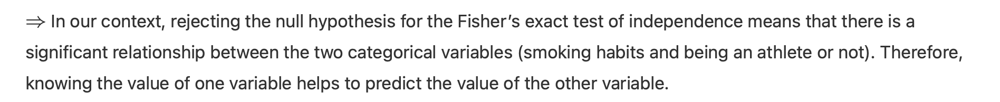 ⇒ In our context, rejecting the null hypothesis for the Fisher’s exact test of independence means that there is a
significant relationship between the two categorical variables (smoking habits and being an athlete or not). Therefore,
knowing the value of one variable helps to predict the value of the other variable.